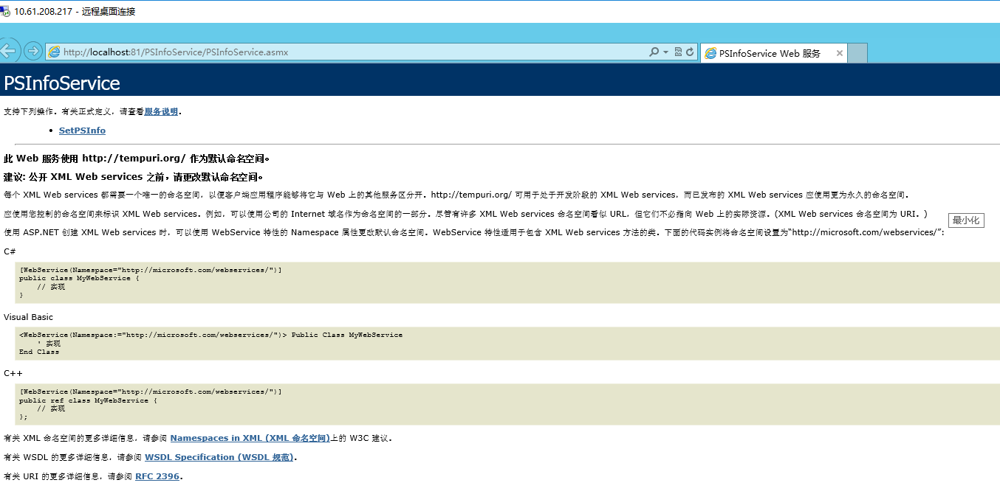 10.61.208.217 - 远程桌面连接
http://localhost:81/PSInfoService/PSInfoService.asmx
PSInfoService Web 服务
PSInfoService
支持下列操作。有关正式定义，请查看服务说明。
SetPSInfo
此 Web 服务使用 http://tempuri.org/ 作为默认命名空间。
建议: 公开 XML Web services 之前，请更改默认命名空间。
每个 XML Web services 都需要一个唯一的命名空间，以便客户端应用程序能够将它与 Web 上的其他服务区分开。http://tempuri.org/ 可用于处于开发阶段的 XML Web services，而已发布的 XML Web services 应使用更为永久的命名空间。
应使用您控制的命名空间来标识 XML Web services。例如，可以使用公司的 Internet 域名作为命名空间的一部分。尽管有许多 XML Web services 命名空间看似 URL，但它们不必指向 Web 上的实际资源。(XML Web services 命名空间为 URI。)
最小化
使用 ASP.NET 创建 XML Web services 时，可以使用 WebService 特性的 Namespace 属性更改默认命名空间。WebService 特性适用于包含 XML Web services 方法的类。下面的代码实例将命名空间设置为“http://microsoft.com/webservices/”:
C#
[WebService(Namespace="http://microsoft.com/webservices/")]
public class MyWebService {
// 实现
}
Visual Basic
<WebService(Namespace:="http://microsoft.com/webservices/")> Public Class MyWebService
' 实现
End Class
C++
[WebService(Namespace="http://microsoft.com/webservices/")]
public ref class MyWebService {
// 实现
};
有关 XML 命名空间的更多详细信息，请参阅 Namespaces in XML (XML 命名空间)上的 W3C 建议。
有关 WSDL 的更多详细信息，请参阅 WSDL Specification (WSDL 规范)。
有关 URI 的更多详细信息，请参阅 RFC 2396。